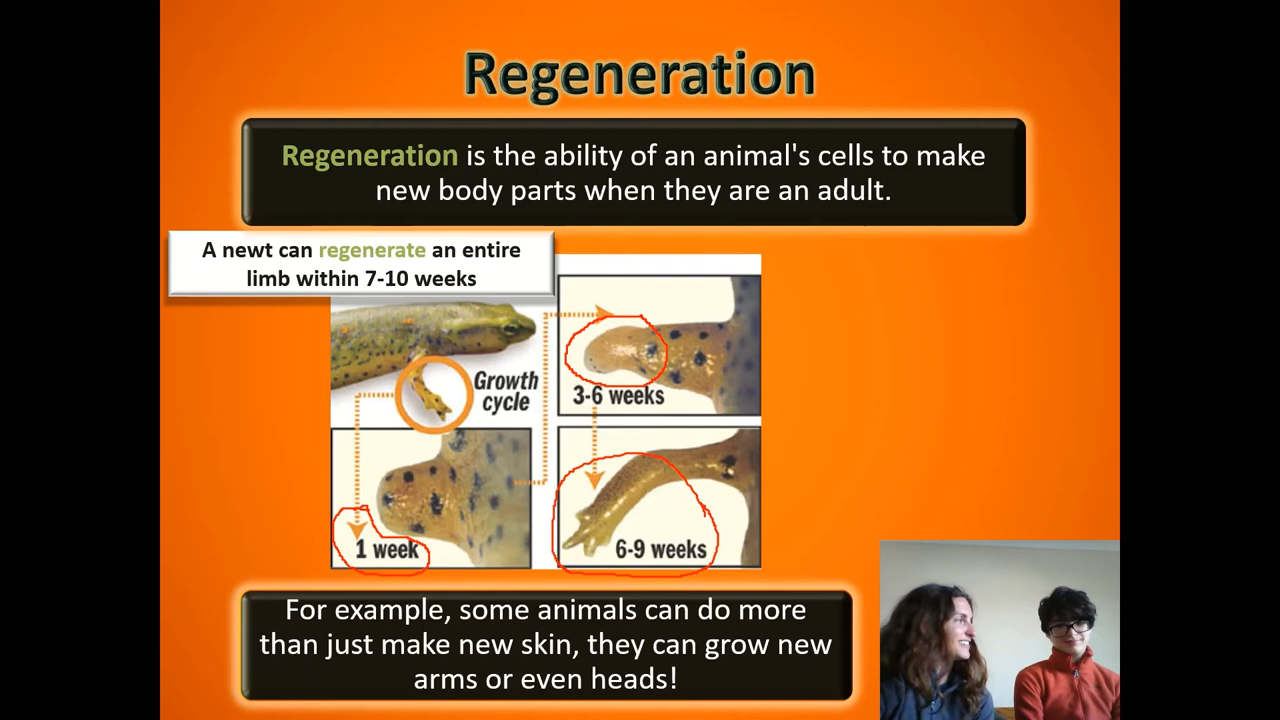 Regeneration
Regeneration is the ability of an animal's cells to make
new body parts when they are an adult.
A newt can regenerate an entire
limb within 7-10 weeks
Growth
cycle
3-6 weeks
1 week
6-9 weeks
For example, some animals can do more
than just make new skin, they can grow new
arms or even heads!